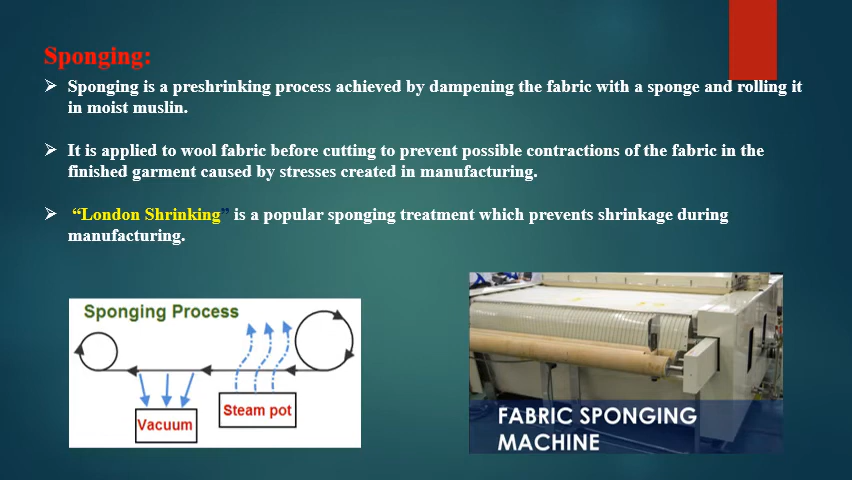 Sponging:
➢ Sponging is a preshrinking process achieved by dampening the fabric with a sponge and rolling it
in moist muslin.
➢ It is applied to wool fabric before cutting to prevent possible contractions of the fabric in the
finished garment caused by stresses created in manufacturing.
➢ “London Shrinking” is a popular sponging treatment which prevents shrinkage during
manufacturing.
Sponging Process
Vacuum
Steam pot
FABRIC SPONGING
MACHINE